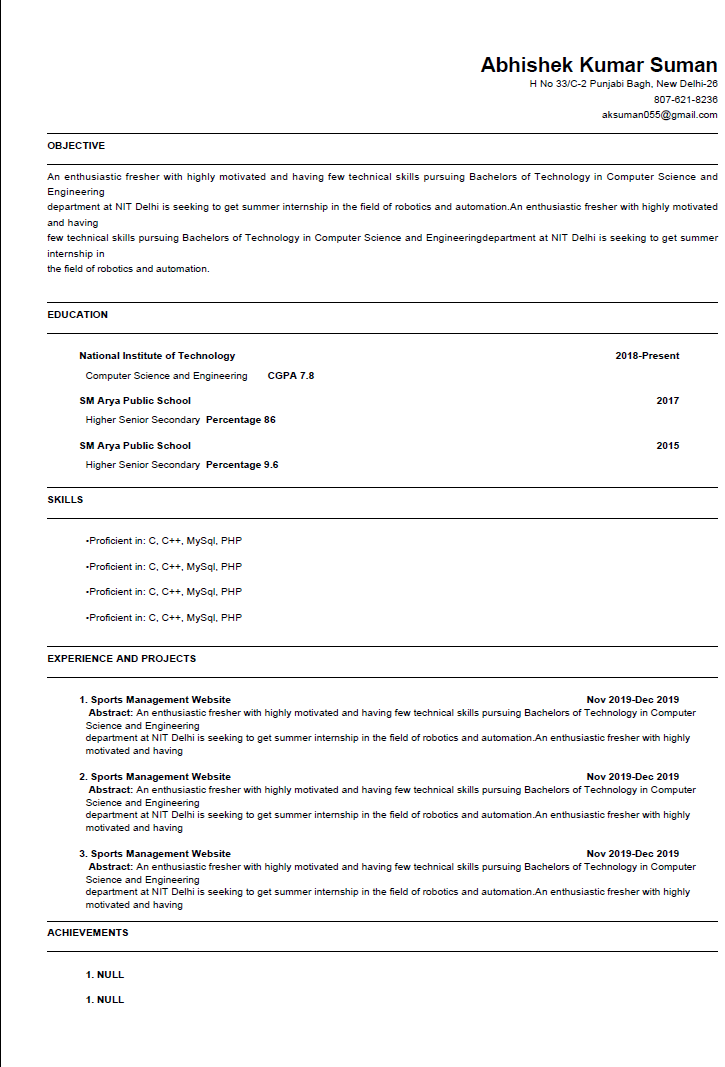 Abhishek Kumar Suman
H No 33/C-2 Punjabi Bagh, New Delhi-26
807-621-8236
aksuman055@gmail.com
OBJECTIVE
An enthusiastic fresher with highly motivated and having few technical skills pursuing Bachelors of Technology in Computer Science and
Engineering
department at NIT Delhi is seeking to get summer internship in the field of robotics and automation.An enthusiastic fresher with highly motivated
and having
few technical skills pursuing Bachelors of Technology in Computer Science and Engineeringdepartment at NIT Delhi is seeking to get summer
internship in
the field of robotics and automation.
EDUCATION
National Institute of Technology 2018-Present
Computer Science and Engineering CGPA 7.8
SM Arya Public School 2017
Higher Senior Secondary Percentage 86
SM Arya Public School 2015
Higher Senior Secondary Percentage 9.6
SKILLS
•Proficient in: C, C++, MySql, PHP
•Proficient in: C, C++, MySql, PHP
•Proficient in: C, C++, MySql, PHP
•Proficient in: C, C++, MySql, PHP
EXPERIENCE AND PROJECTS
1. Sports Management Website Nov 2019-Dec 2019
Abstract: An enthusiastic fresher with highly motivated and having few technical skills pursuing Bachelors of Technology in Computer
Science and Engineering
department at NIT Delhi is seeking to get summer internship in the field of robotics and automation.An enthusiastic fresher with highly
motivated and having
2. Sports Management Website Nov 2019-Dec 2019
Abstract: An enthusiastic fresher with highly motivated and having few technical skills pursuing Bachelors of Technology in Computer
Science and Engineering
department at NIT Delhi is seeking to get summer internship in the field of robotics and automation.An enthusiastic fresher with highly
motivated and having
3. Sports Management Website Nov 2019-Dec 2019
Abstract: An enthusiastic fresher with highly motivated and having few technical skills pursuing Bachelors of Technology in Computer
Science and Engineering
department at NIT Delhi is seeking to get summer internship in the field of robotics and automation.An enthusiastic fresher with highly
motivated and having
ACHIEVEMENTS
1. NULL
1. NULL